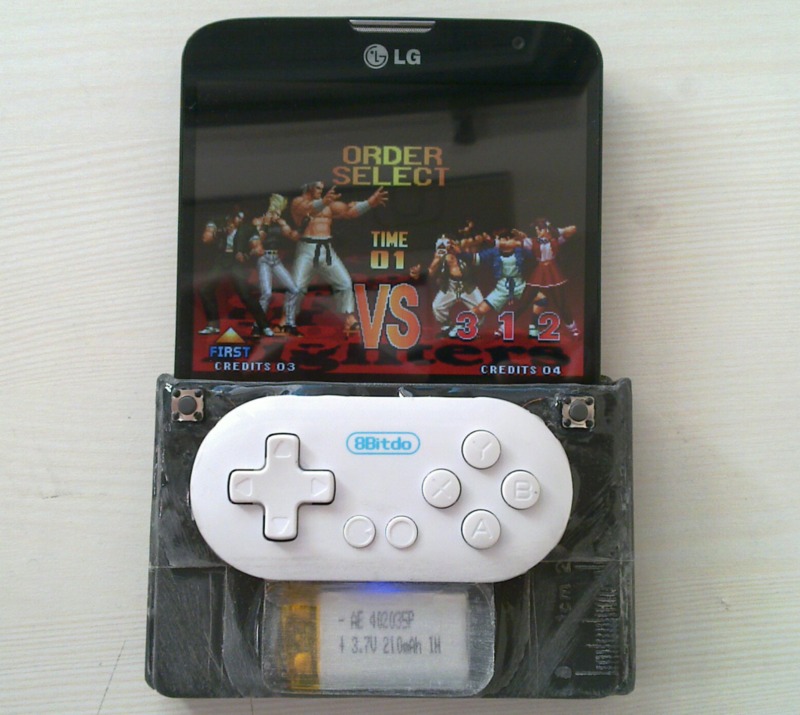 LG
ORDER
SELECT
TIME
01
VS
3 1 2
FIRST
CREDITS 03
CREDITS 04
8Bitdo
Y
X
B
A
- AE 402035P
+ 3.7V 210mAh 1H